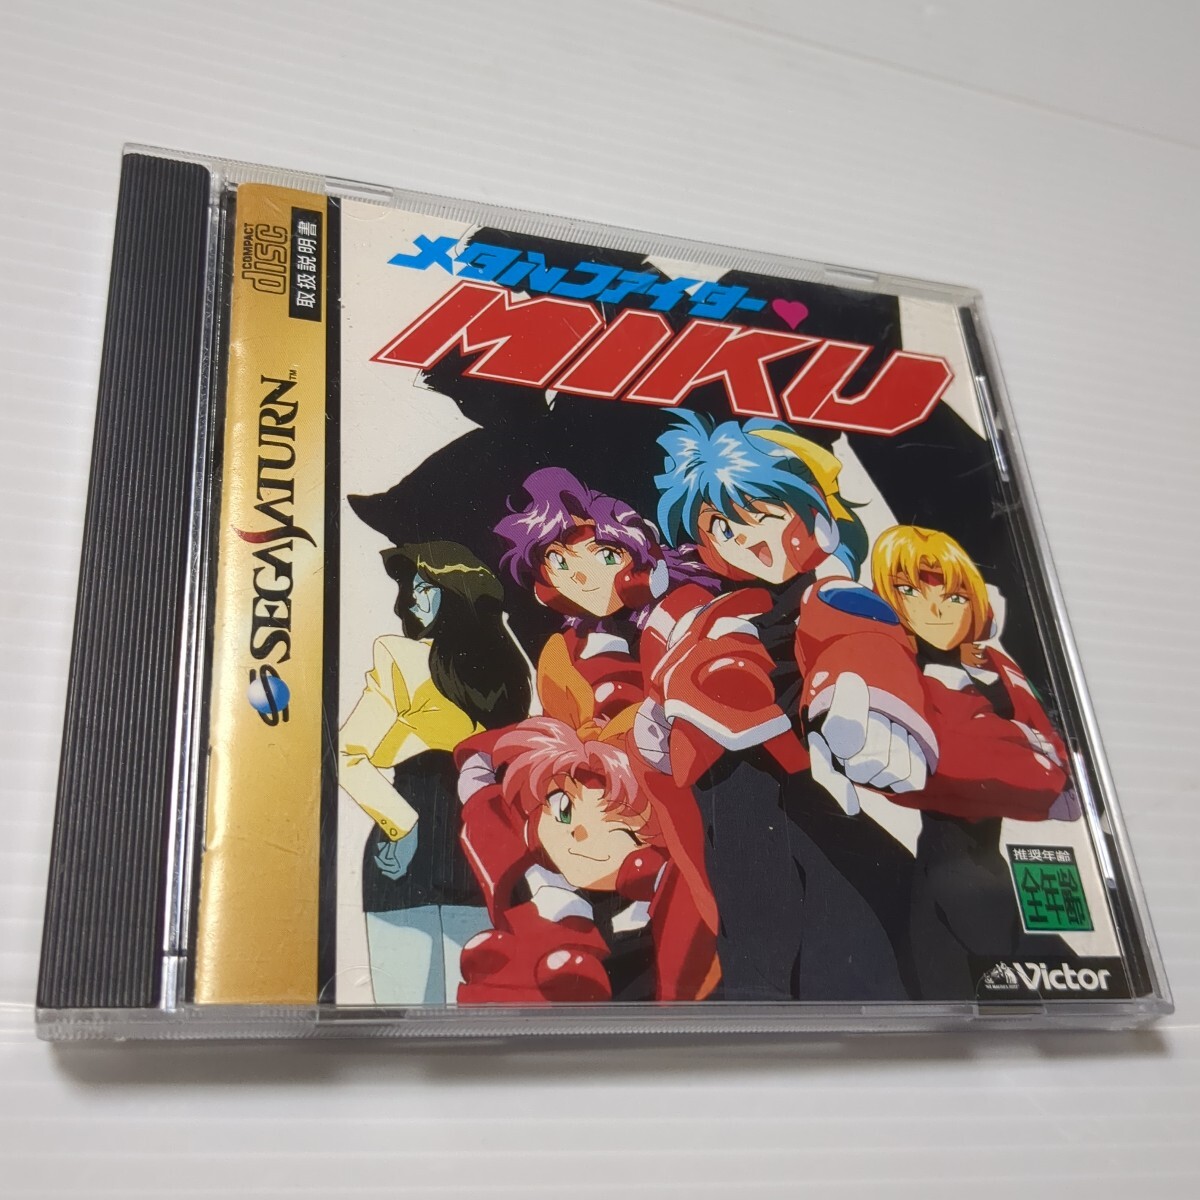 COMPACT
disc
取扱説明書
SEGA SATURN™
メタルファイター♥
MIKU
推奨年齢
全年齢
Victor